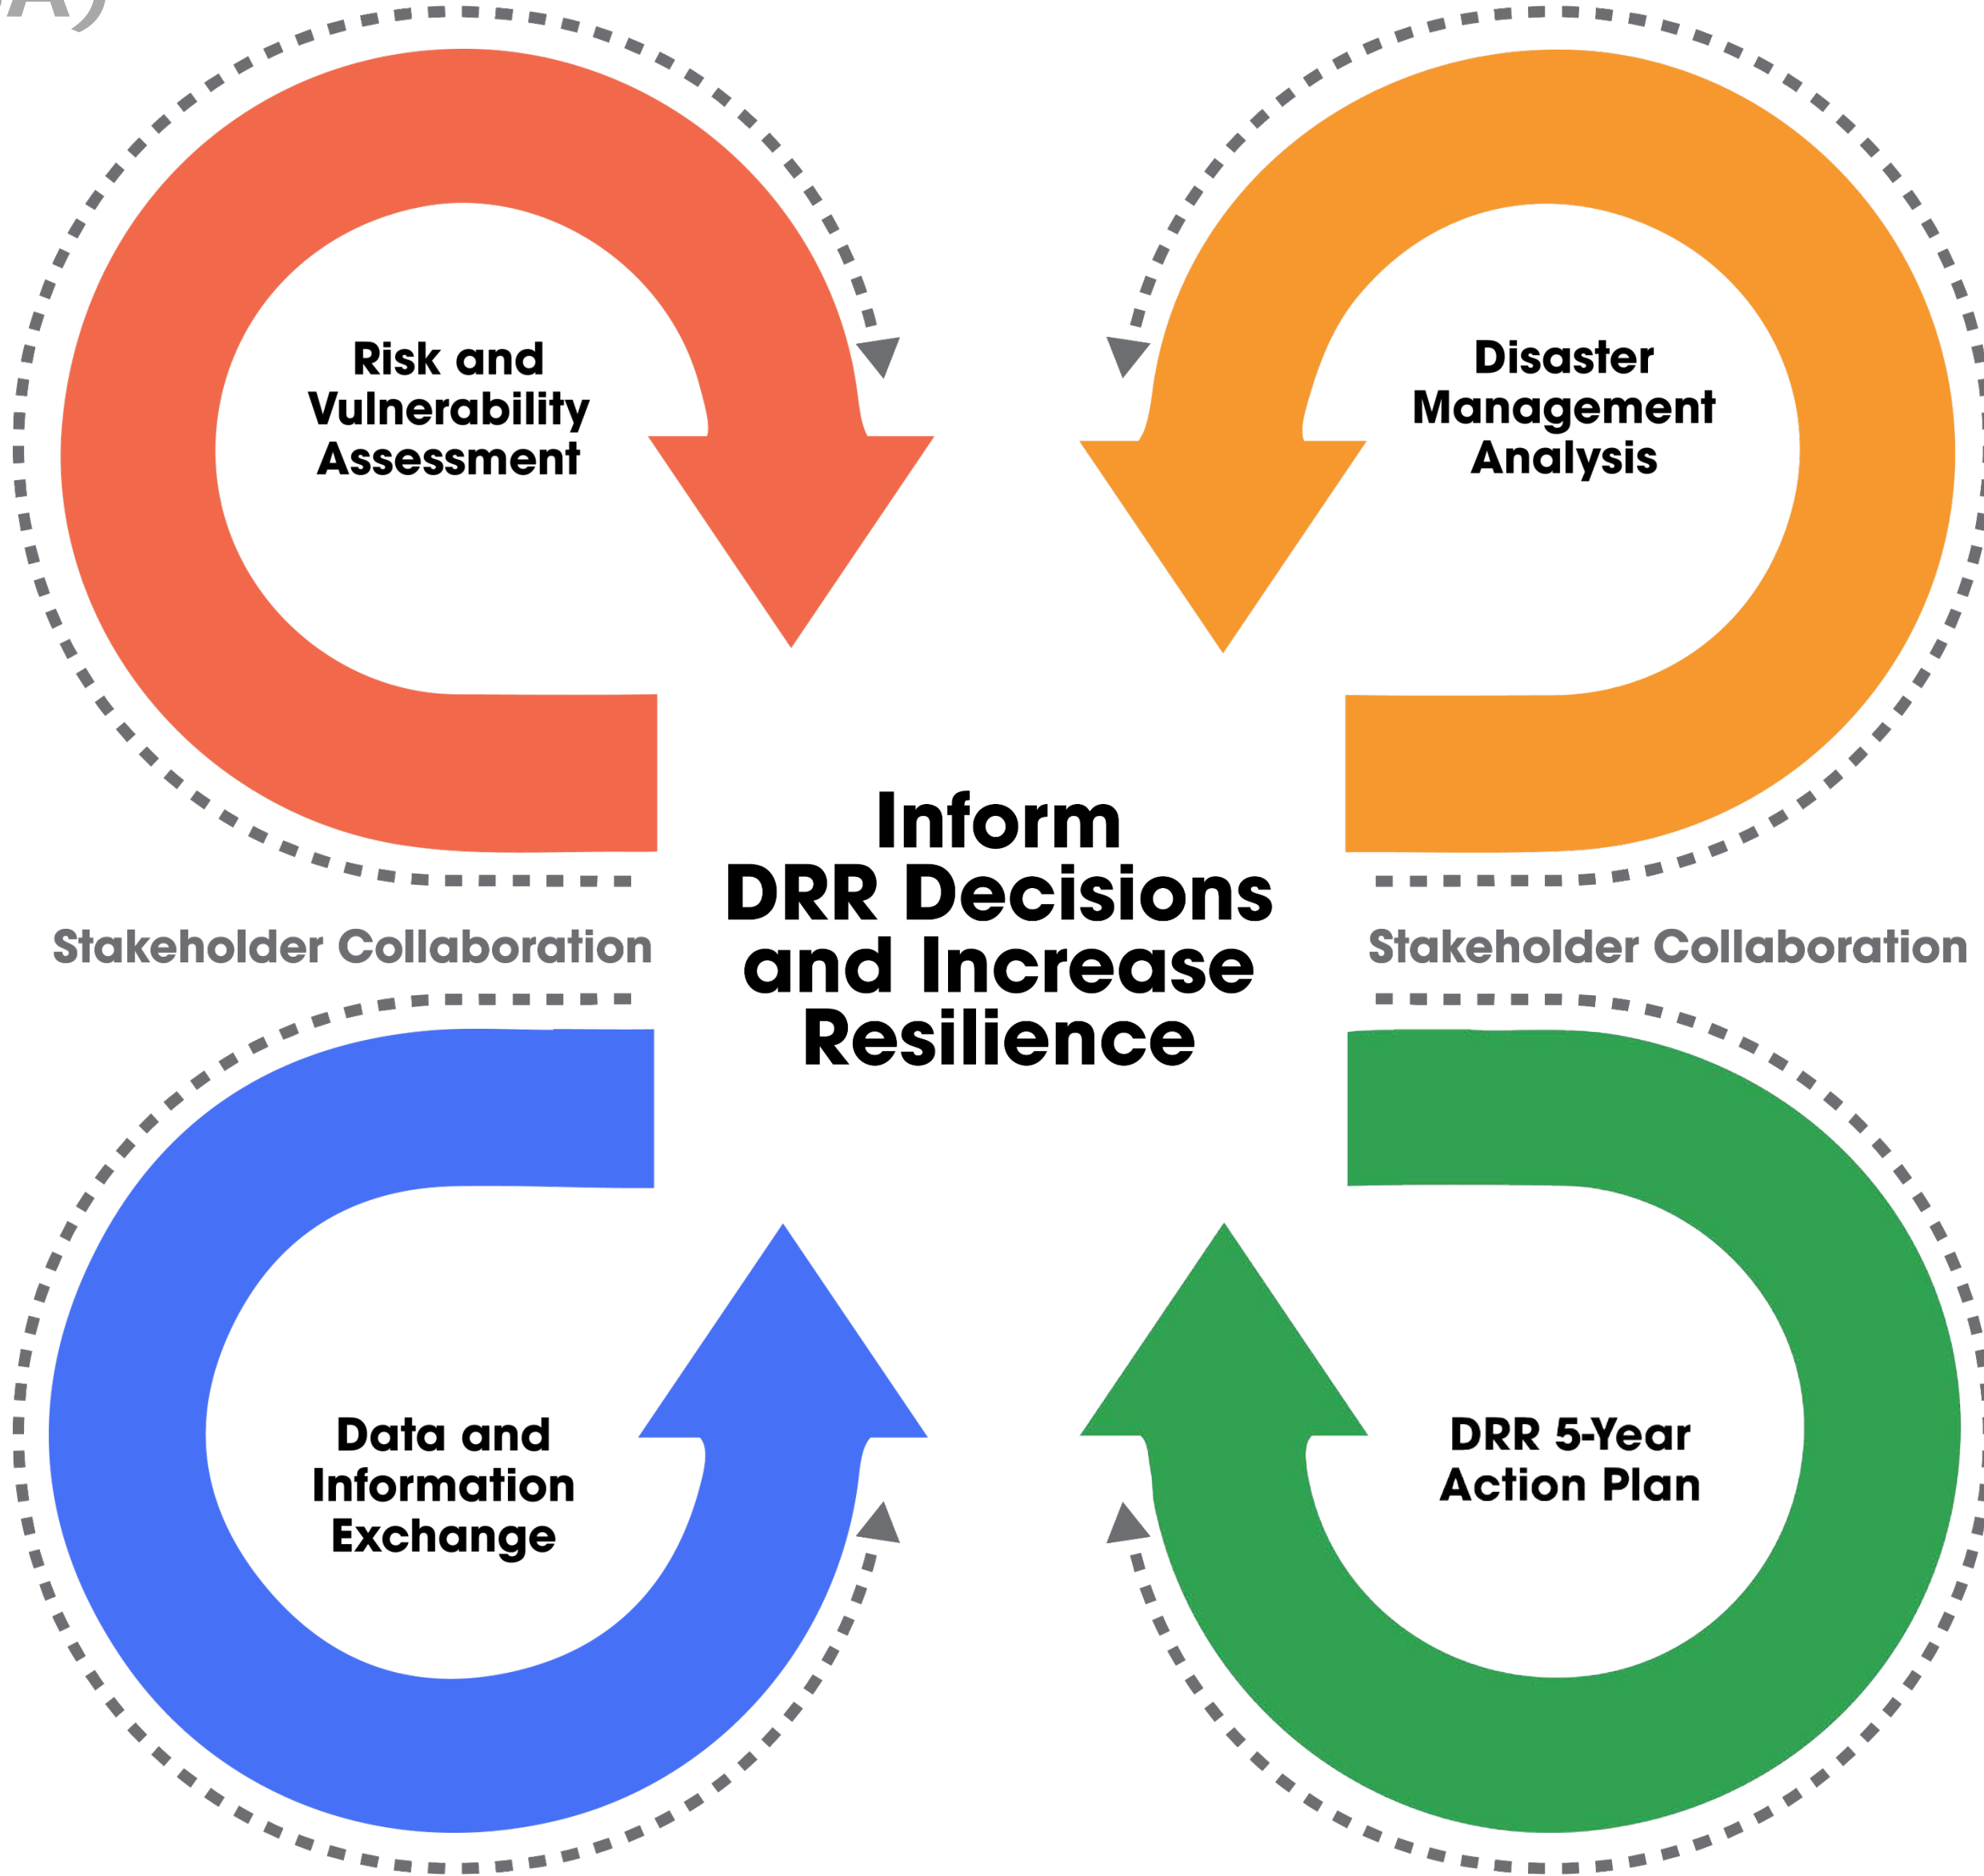 Risk and
Vulnerability
Assessment
Disaster
Management
Analysis
Inform
DRR Decisions
and Increase
Resilience
Stakeholder Collaboration
Stakeholder Collaboration
Data and
Information
Exchange
DRR 5-Year
Action Plan